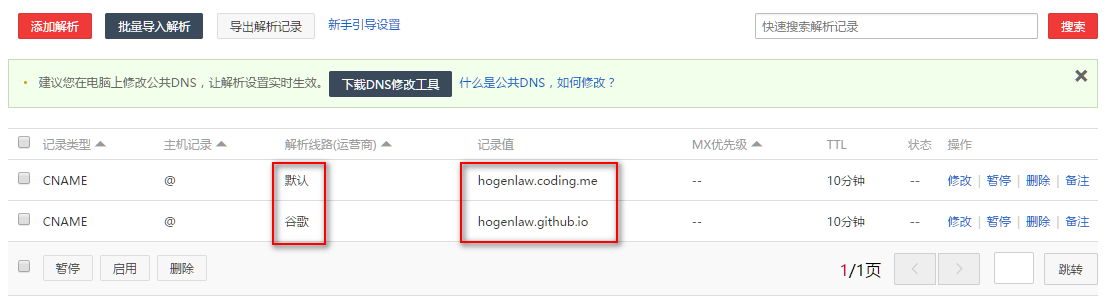 添加解析 批量导入解析 导出解析记录 新手引导设置 快速搜索解析记录 搜索
• 建议您在电脑上修改公共DNS，让解析设置实时生效。 下载DNS修改工具 什么是公共DNS，如何修改？
记录类型 主机记录 解析线路(运营商) 记录值 MX优先级 TTL 状态 操作
CNAME @ 默认 hogenlaw.coding.me -- 10分钟 -- 修改 | 暂停 | 删除 | 备注
CNAME @ 谷歌 hogenlaw.github.io -- 10分钟 -- 修改 | 暂停 | 删除 | 备注
暂停 启用 删除 1/1页 跳转